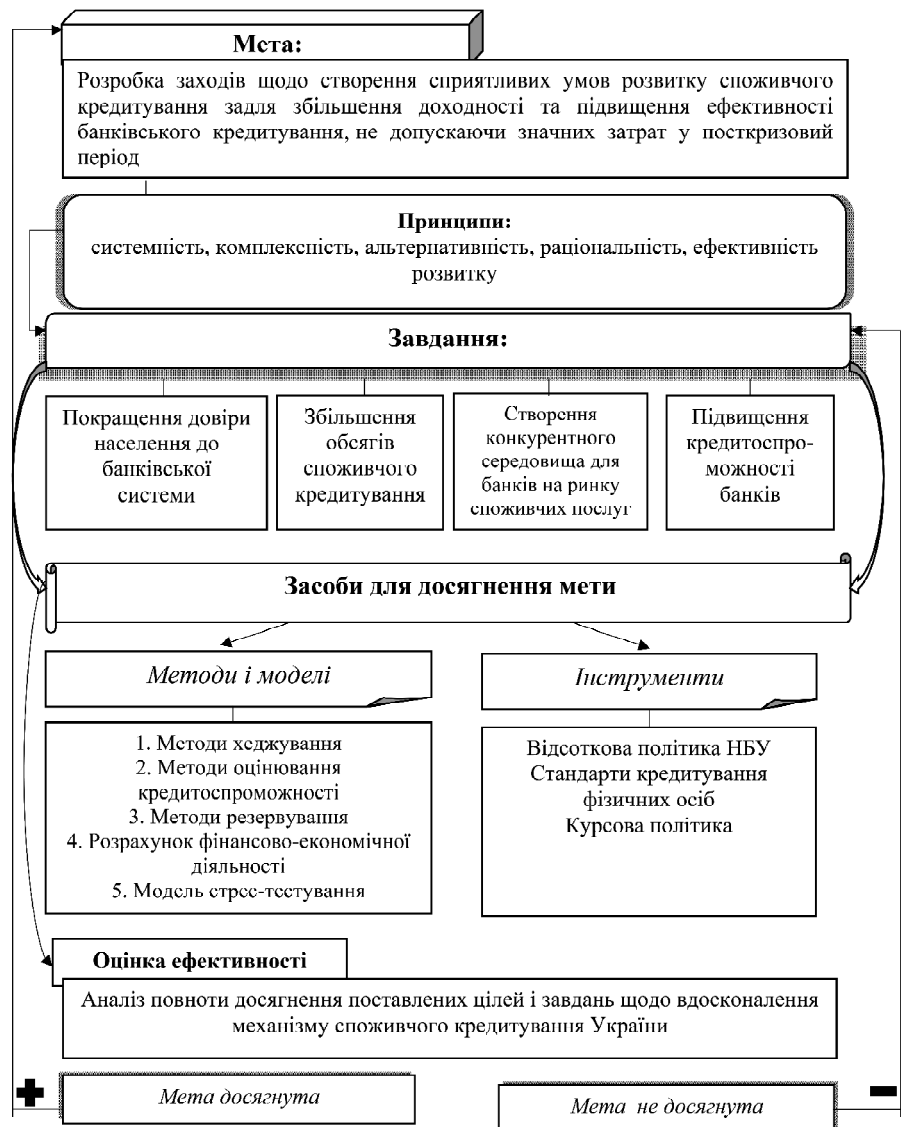 Мета:
Розробка заходів щодо створення сприятливих умов розвитку споживчого
кредитування задля збільшення доходності та підвищення ефективності
банківського кредитування, не допускаючи значних затрат у посткризовий
період
Принципи:
системність, комплексність, альтернативність, раціональність, ефективність
розвитку
Завдання:
Покращення довіри
населення до
банківської
системи
Збільшення
обсягів
споживчого
кредитування
Створення
конкурентного
середовища для
банків на ринку
споживчих послуг
Підвищення
кредитоспро-
можності
банків
Засоби для досягнення мети
Методи і моделі
Інструменти
1. Методи хеджування
2. Методи оцінювання
кредитоспроможності
3. Методи резервування
4. Розрахунок фінансово-економічної
діяльності
5. Модель стрес-тестування
Відсоткова політика НБУ
Стандарти кредитування
фізичних осіб
Курсова політика
Оцінка ефективності
Аналіз повноти досягнення поставлених цілей і завдань щодо вдосконалення
механізму споживчого кредитування України
+
Мета досягнута
Мета не досягнута
−